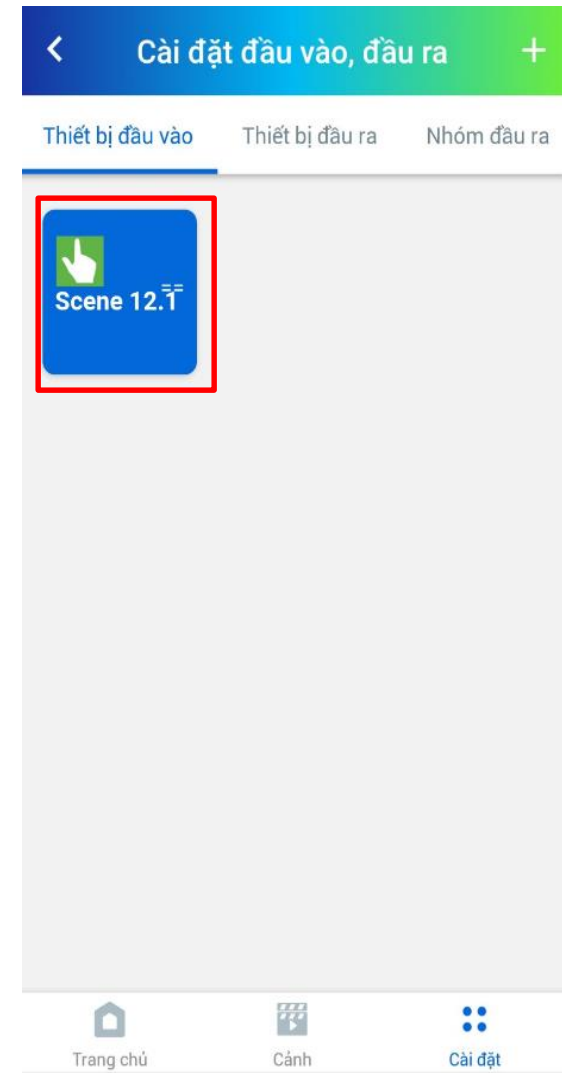 Cài đặt đầu vào, đầu ra
Thiết bị đầu vào Thiết bị đầu ra Nhóm đầu ra
Scene 12.1
Trang chủ Cảnh Cài đặt